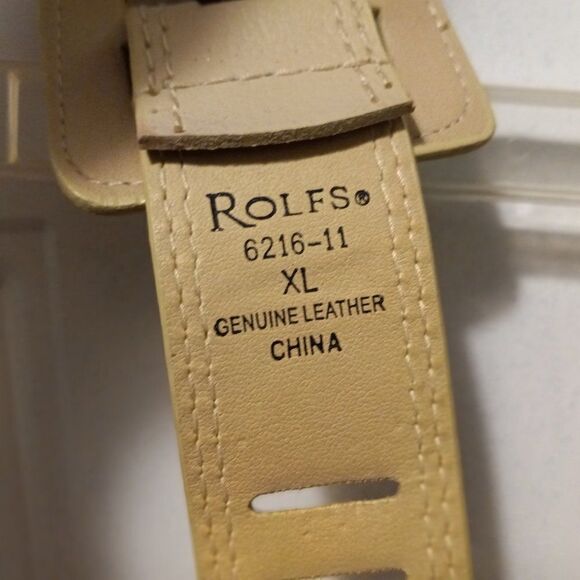 ROLFS®
6216-11
XL
GENUINE LEATHER
CHINA